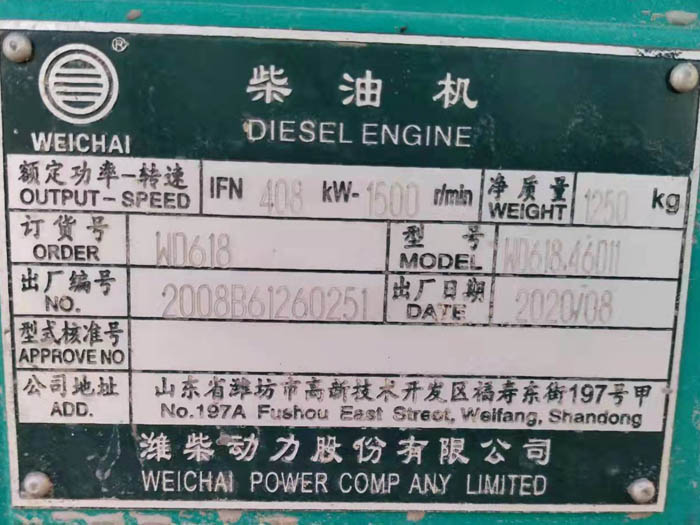 ®
柴油机
WEICHAI
DIESEL ENGINE
额定功率-转速 IFN 408 kW- 1500 r/min 净质量 1250 kg
OUTPUT-SPEED WEIGHT
订货号 WD618 型号 WD618.46D11
ORDER MODEL
出厂编号 2008B61260251 出厂日期 2020/08
NO. DATE
型式核准号
APPROVE NO
公司地址 山东省潍坊市高新技术开发区福寿东街197号甲
ADD. No.197A Fushou East Street, Weifang, Shandong
潍柴动力股份有限公司
WEICHAI POWER COMP ANY LIMITED